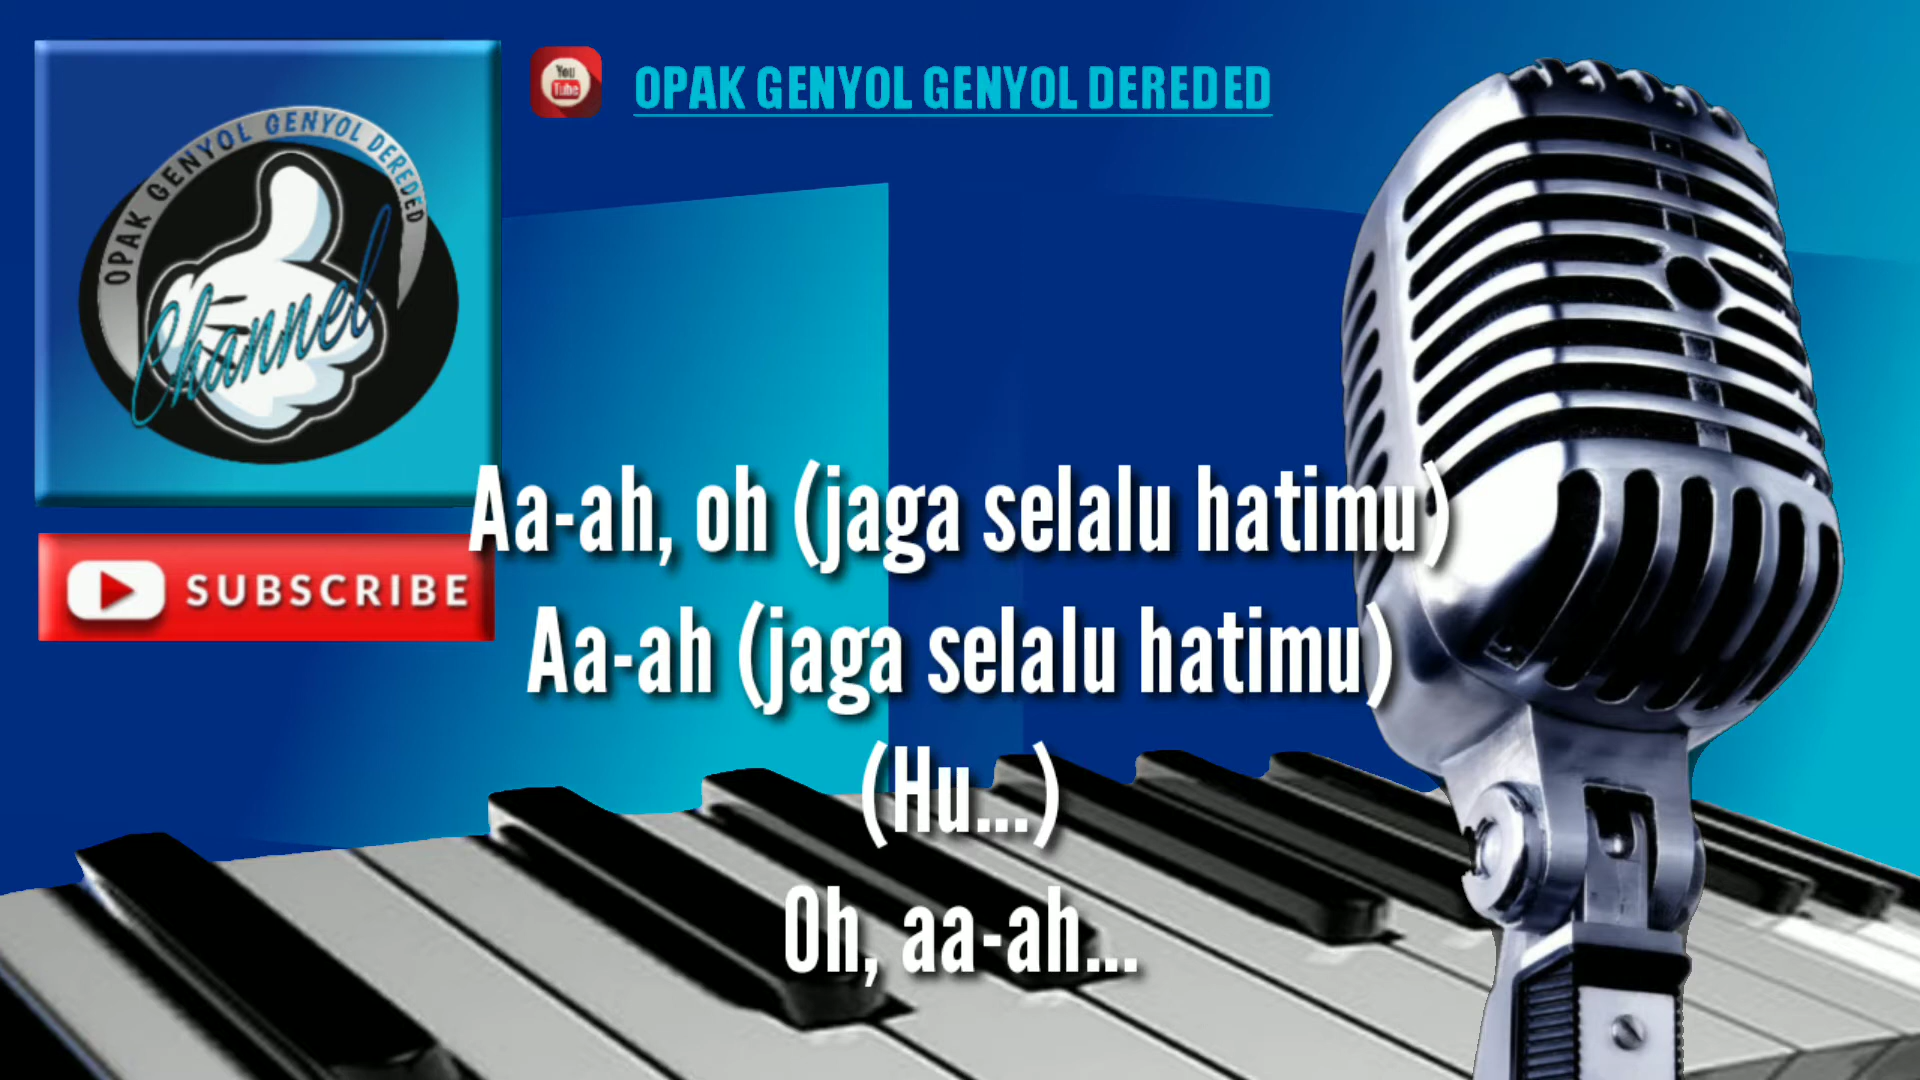 OPAK GENYOL GENYOL DEREDED
Channel
You
Tube
OPAK GENYOL GENYOL DEREDED
SUBSCRIBE
Aa-ah, oh (jaga selalu hatimu)
Aa-ah (jaga selalu hatimu)
(Hu...)
Oh, aa-ah...